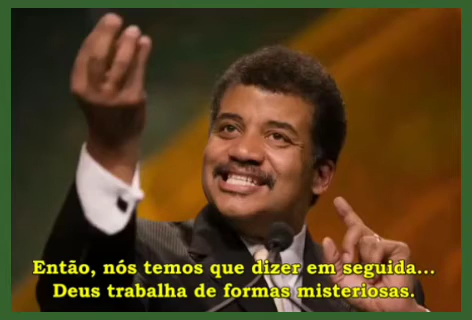 Então, nós temos que dizer em seguida...
Deus trabalha de formas misteriosas.